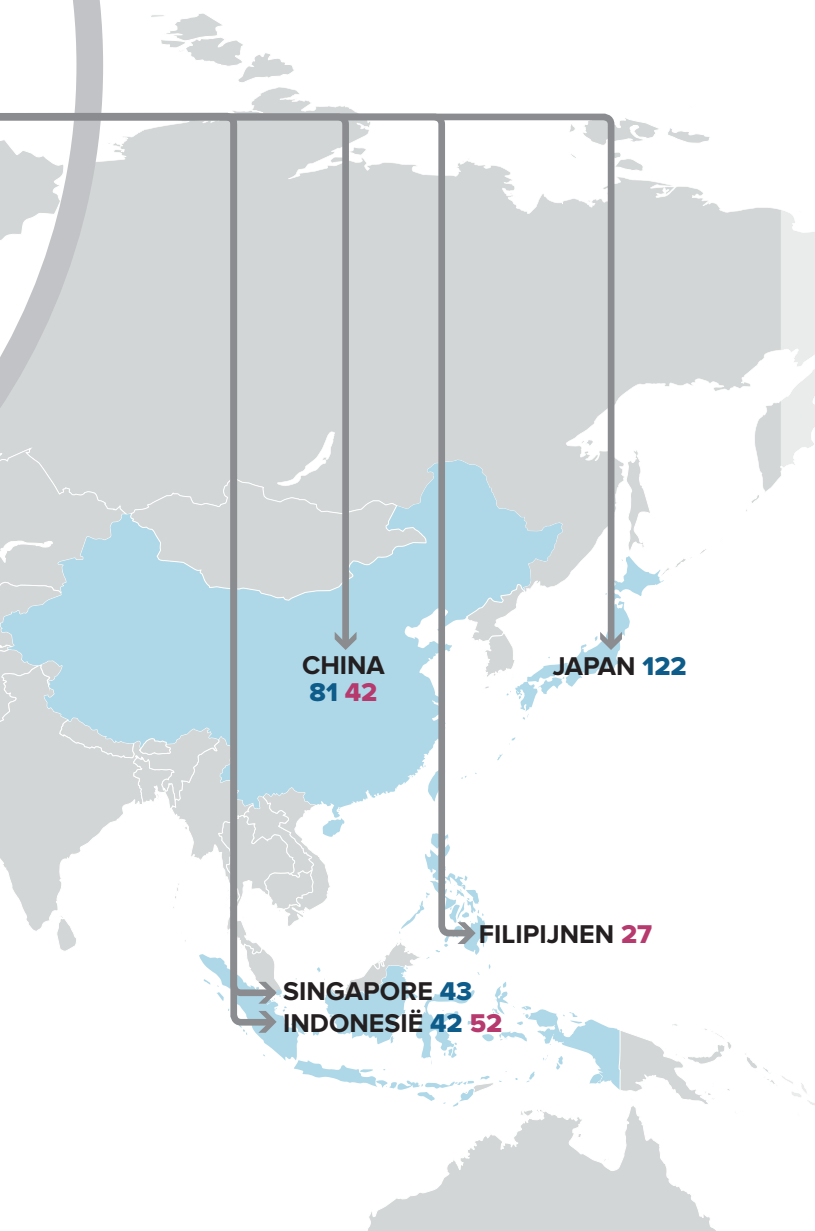 CHINA
81 42
JAPAN 122
FILIPIJNEN 27
SINGAPORE 43
INDONESIË 42 52